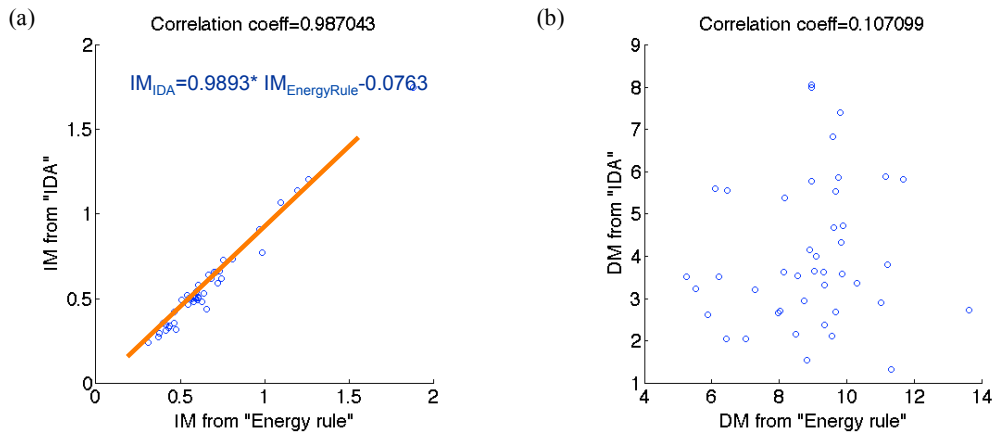 (a)
Correlation coeff=0.987043
IM_IDA=0.9893* IM_EnergyRule-0.0763
2
1.5
1
0.5
0
0
0.5
1
1.5
2
IM from "IDA"
IM from "Energy rule"
(b)
Correlation coeff=0.107099
9
8
7
6
5
4
3
2
1
4
6
8
10
12
14
DM from "IDA"
DM from "Energy rule"